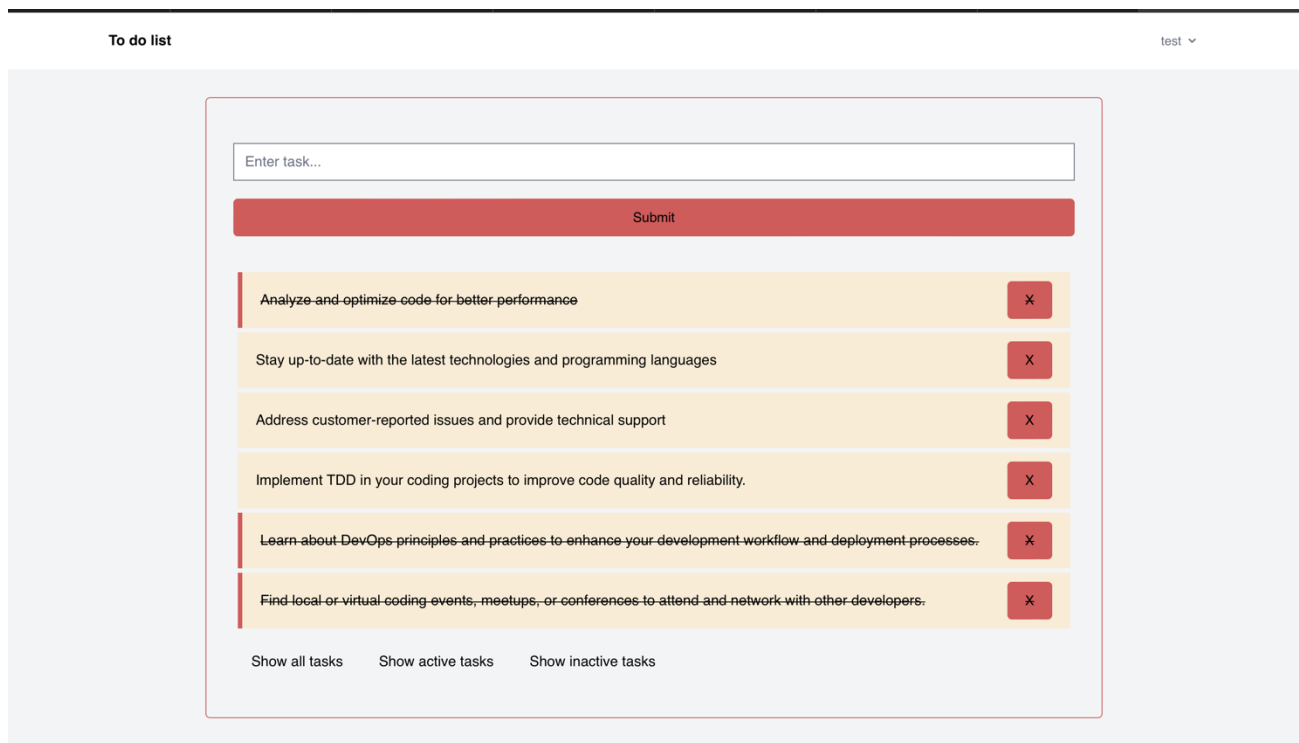 To do list
test
Enter task...
Submit
Analyze and optimize code for better performance X
Stay up-to-date with the latest technologies and programming languages X
Address customer-reported issues and provide technical support X
Implement TDD in your coding projects to improve code quality and reliability. X
Learn about DevOps principles and practices to enhance your development workflow and deployment processes. X
Find local or virtual coding events, meetups, or conferences to attend and network with other developers. X
Show all tasks Show active tasks Show inactive tasks